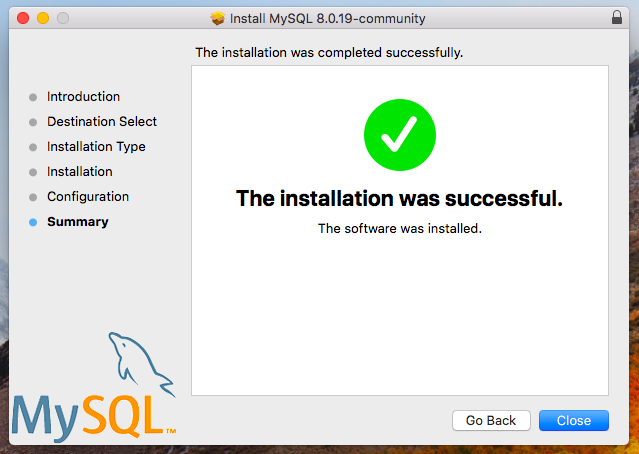 Install MySQL 8.0.19-community
The installation was completed successfully.
Introduction
Destination Select
Installation Type
Installation
Configuration
Summary
The installation was successful.
The software was installed.
MySQL™
Go Back
Close